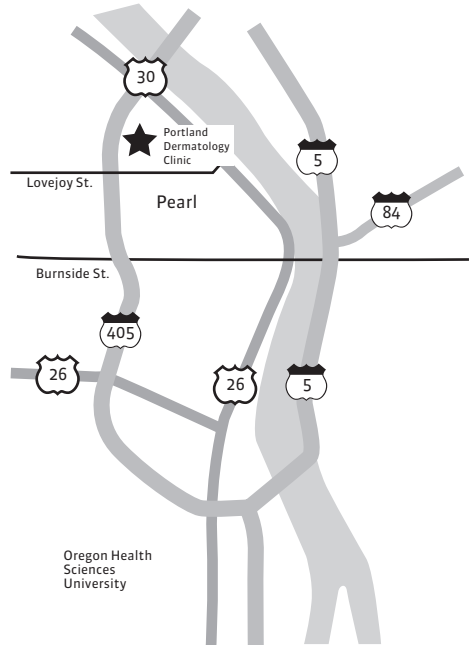 30
Portland
Dermatology
Clinic
5
Lovejoy St.
Pearl
84
Burnside St.
405
26
26
5
Oregon Health
Sciences
University